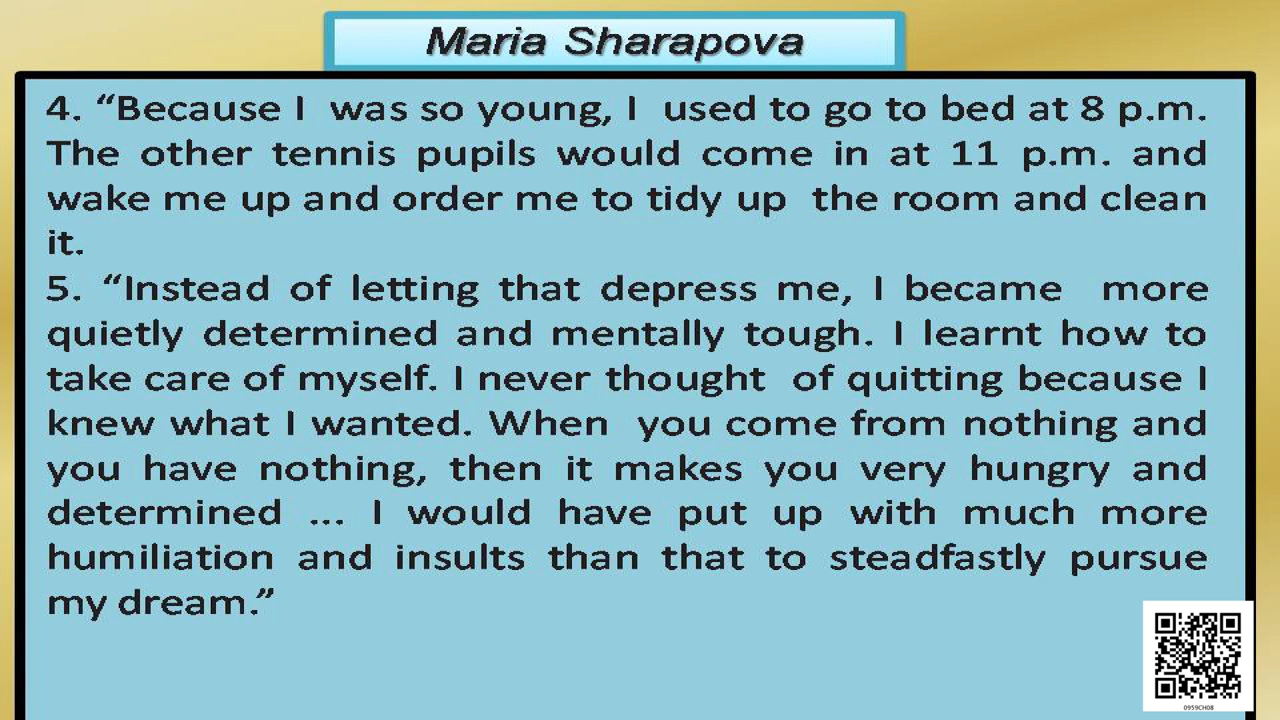 Maria Sharapova
4. “Because I was so young, I used to go to bed at 8 p.m.
The other tennis pupils would come in at 11 p.m. and
wake me up and order me to tidy up the room and clean
it.
5. “Instead of letting that depress me, I became more
quietly determined and mentally tough. I learnt how to
take care of myself. I never thought of quitting because I
knew what I wanted. When you come from nothing and
you have nothing, then it makes you very hungry and
determined ... I would have put up with much more
humiliation and insults than that to steadfastly pursue
my dream.”
0959CH08